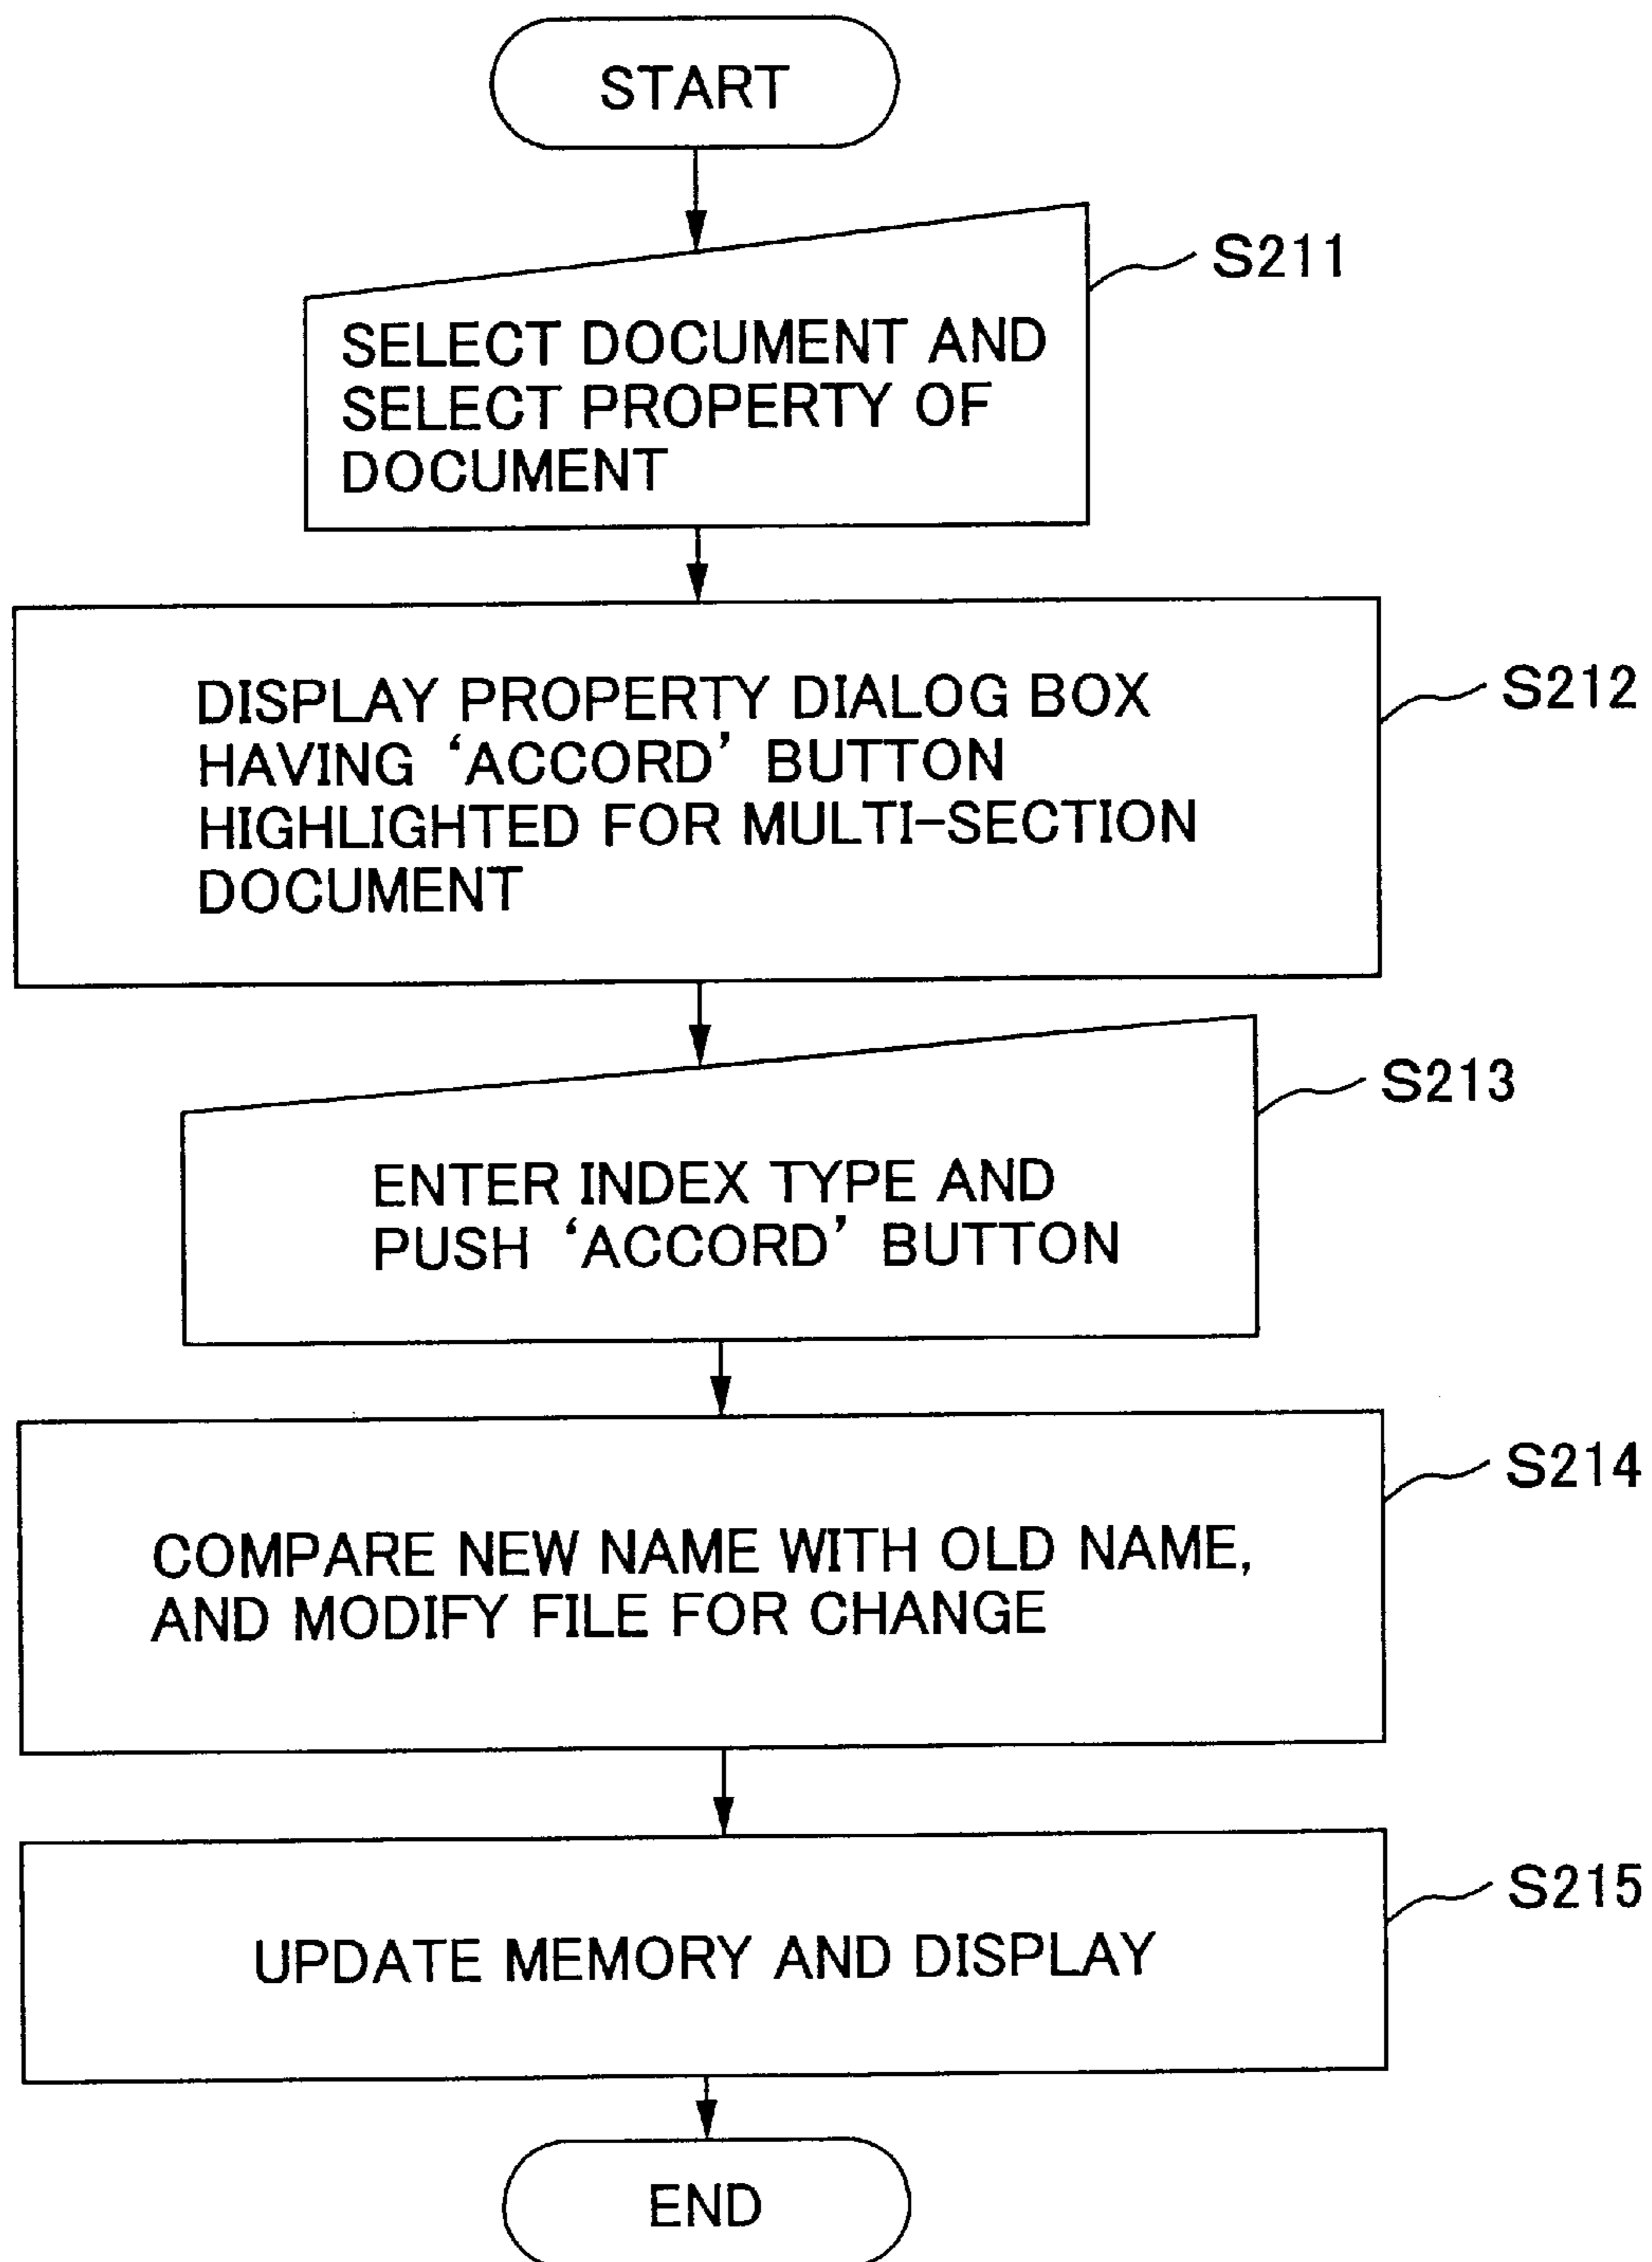 START
S211
SELECT DOCUMENT AND
SELECT PROPERTY OF
DOCUMENT
S212
DISPLAY PROPERTY DIALOG BOX
HAVING ‘ACCORD’ BUTTON
HIGHLIGHTED FOR MULTI-SECTION
DOCUMENT
S213
ENTER INDEX TYPE AND
PUSH ‘ACCORD’ BUTTON
S214
COMPARE NEW NAME WITH OLD NAME,
AND MODIFY FILE FOR CHANGE
S215
UPDATE MEMORY AND DISPLAY
END